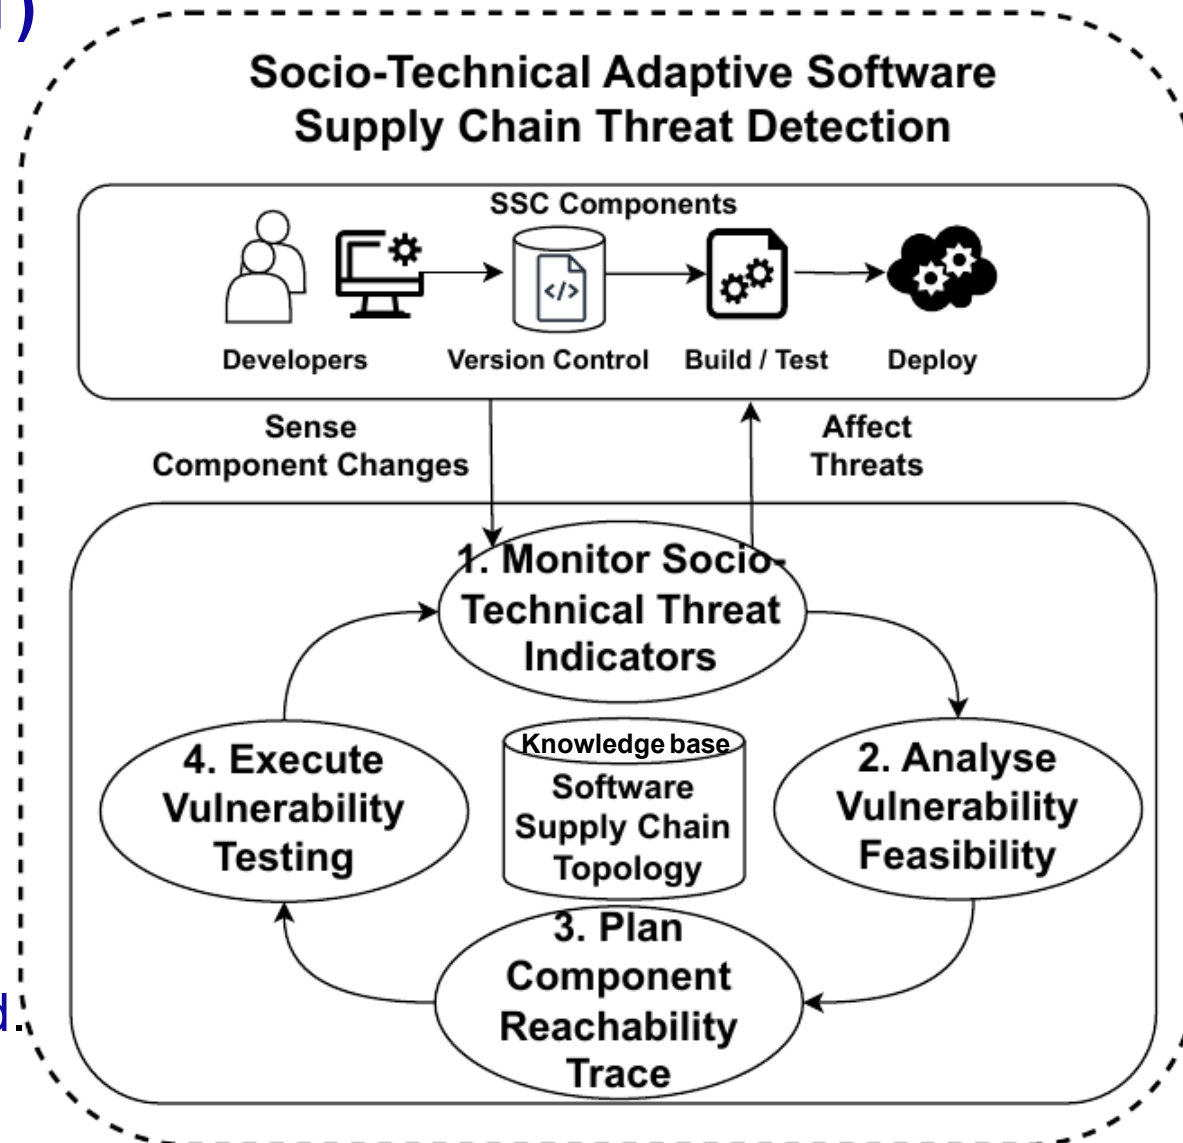 Socio-Technical Adaptive Software
Supply Chain Threat Detection
SSC Components
</>
Developers
Version Control
Build / Test
Deploy
Sense
Component Changes
Affect
Threats
1. Monitor Socio-
Technical Threat
Indicators
2. Analyse
Vulnerability
Feasibility
Knowledge base
Software
Supply Chain
Topology
4. Execute
Vulnerability
Testing
3. Plan
Component
Reachability
Trace